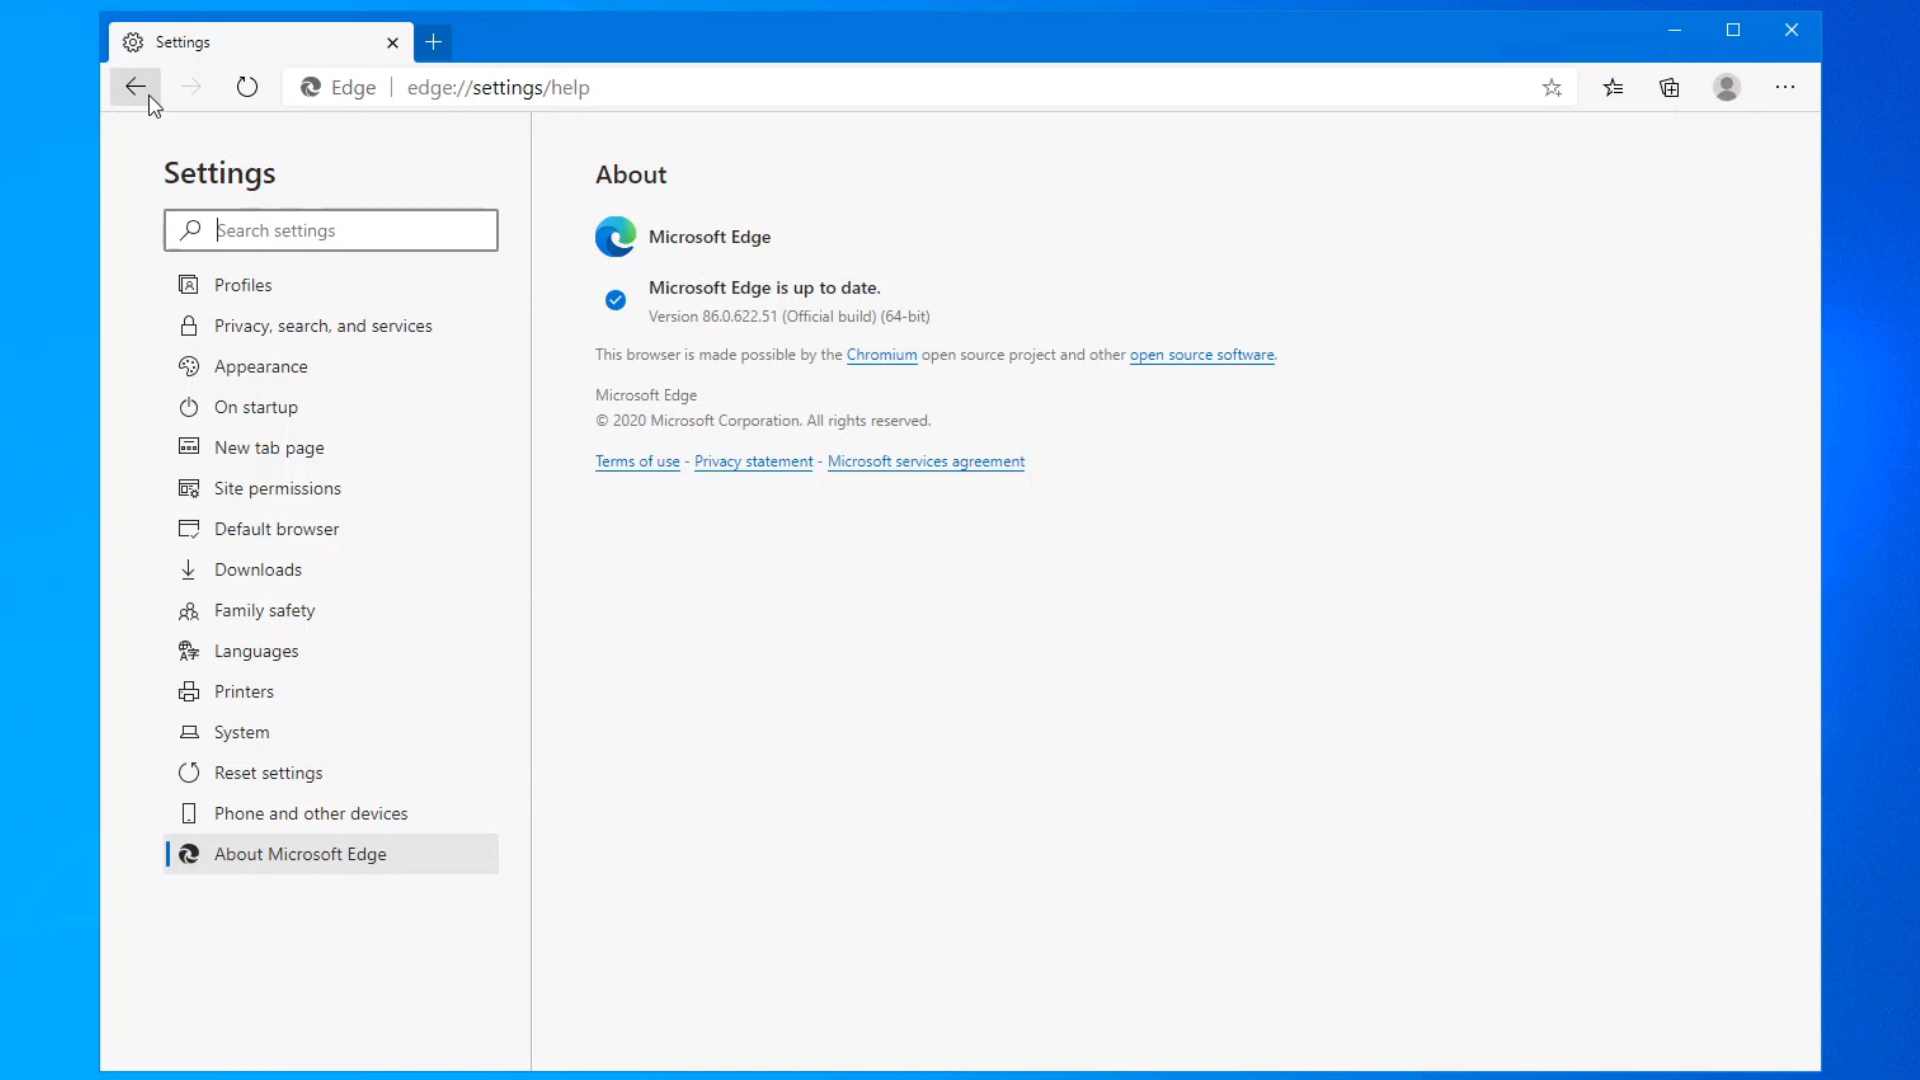 Settings
Edge | edge://settings/help
Settings
Search settings
Profiles
Privacy, search, and services
Appearance
On startup
New tab page
Site permissions
Default browser
Downloads
Family safety
Languages
Printers
System
Reset settings
Phone and other devices
About Microsoft Edge
About
Microsoft Edge
Microsoft Edge is up to date.
Version 86.0.622.51 (Official build) (64-bit)
This browser is made possible by the Chromium open source project and other open source software.
Microsoft Edge
© 2020 Microsoft Corporation. All rights reserved.
Terms of use - Privacy statement - Microsoft services agreement